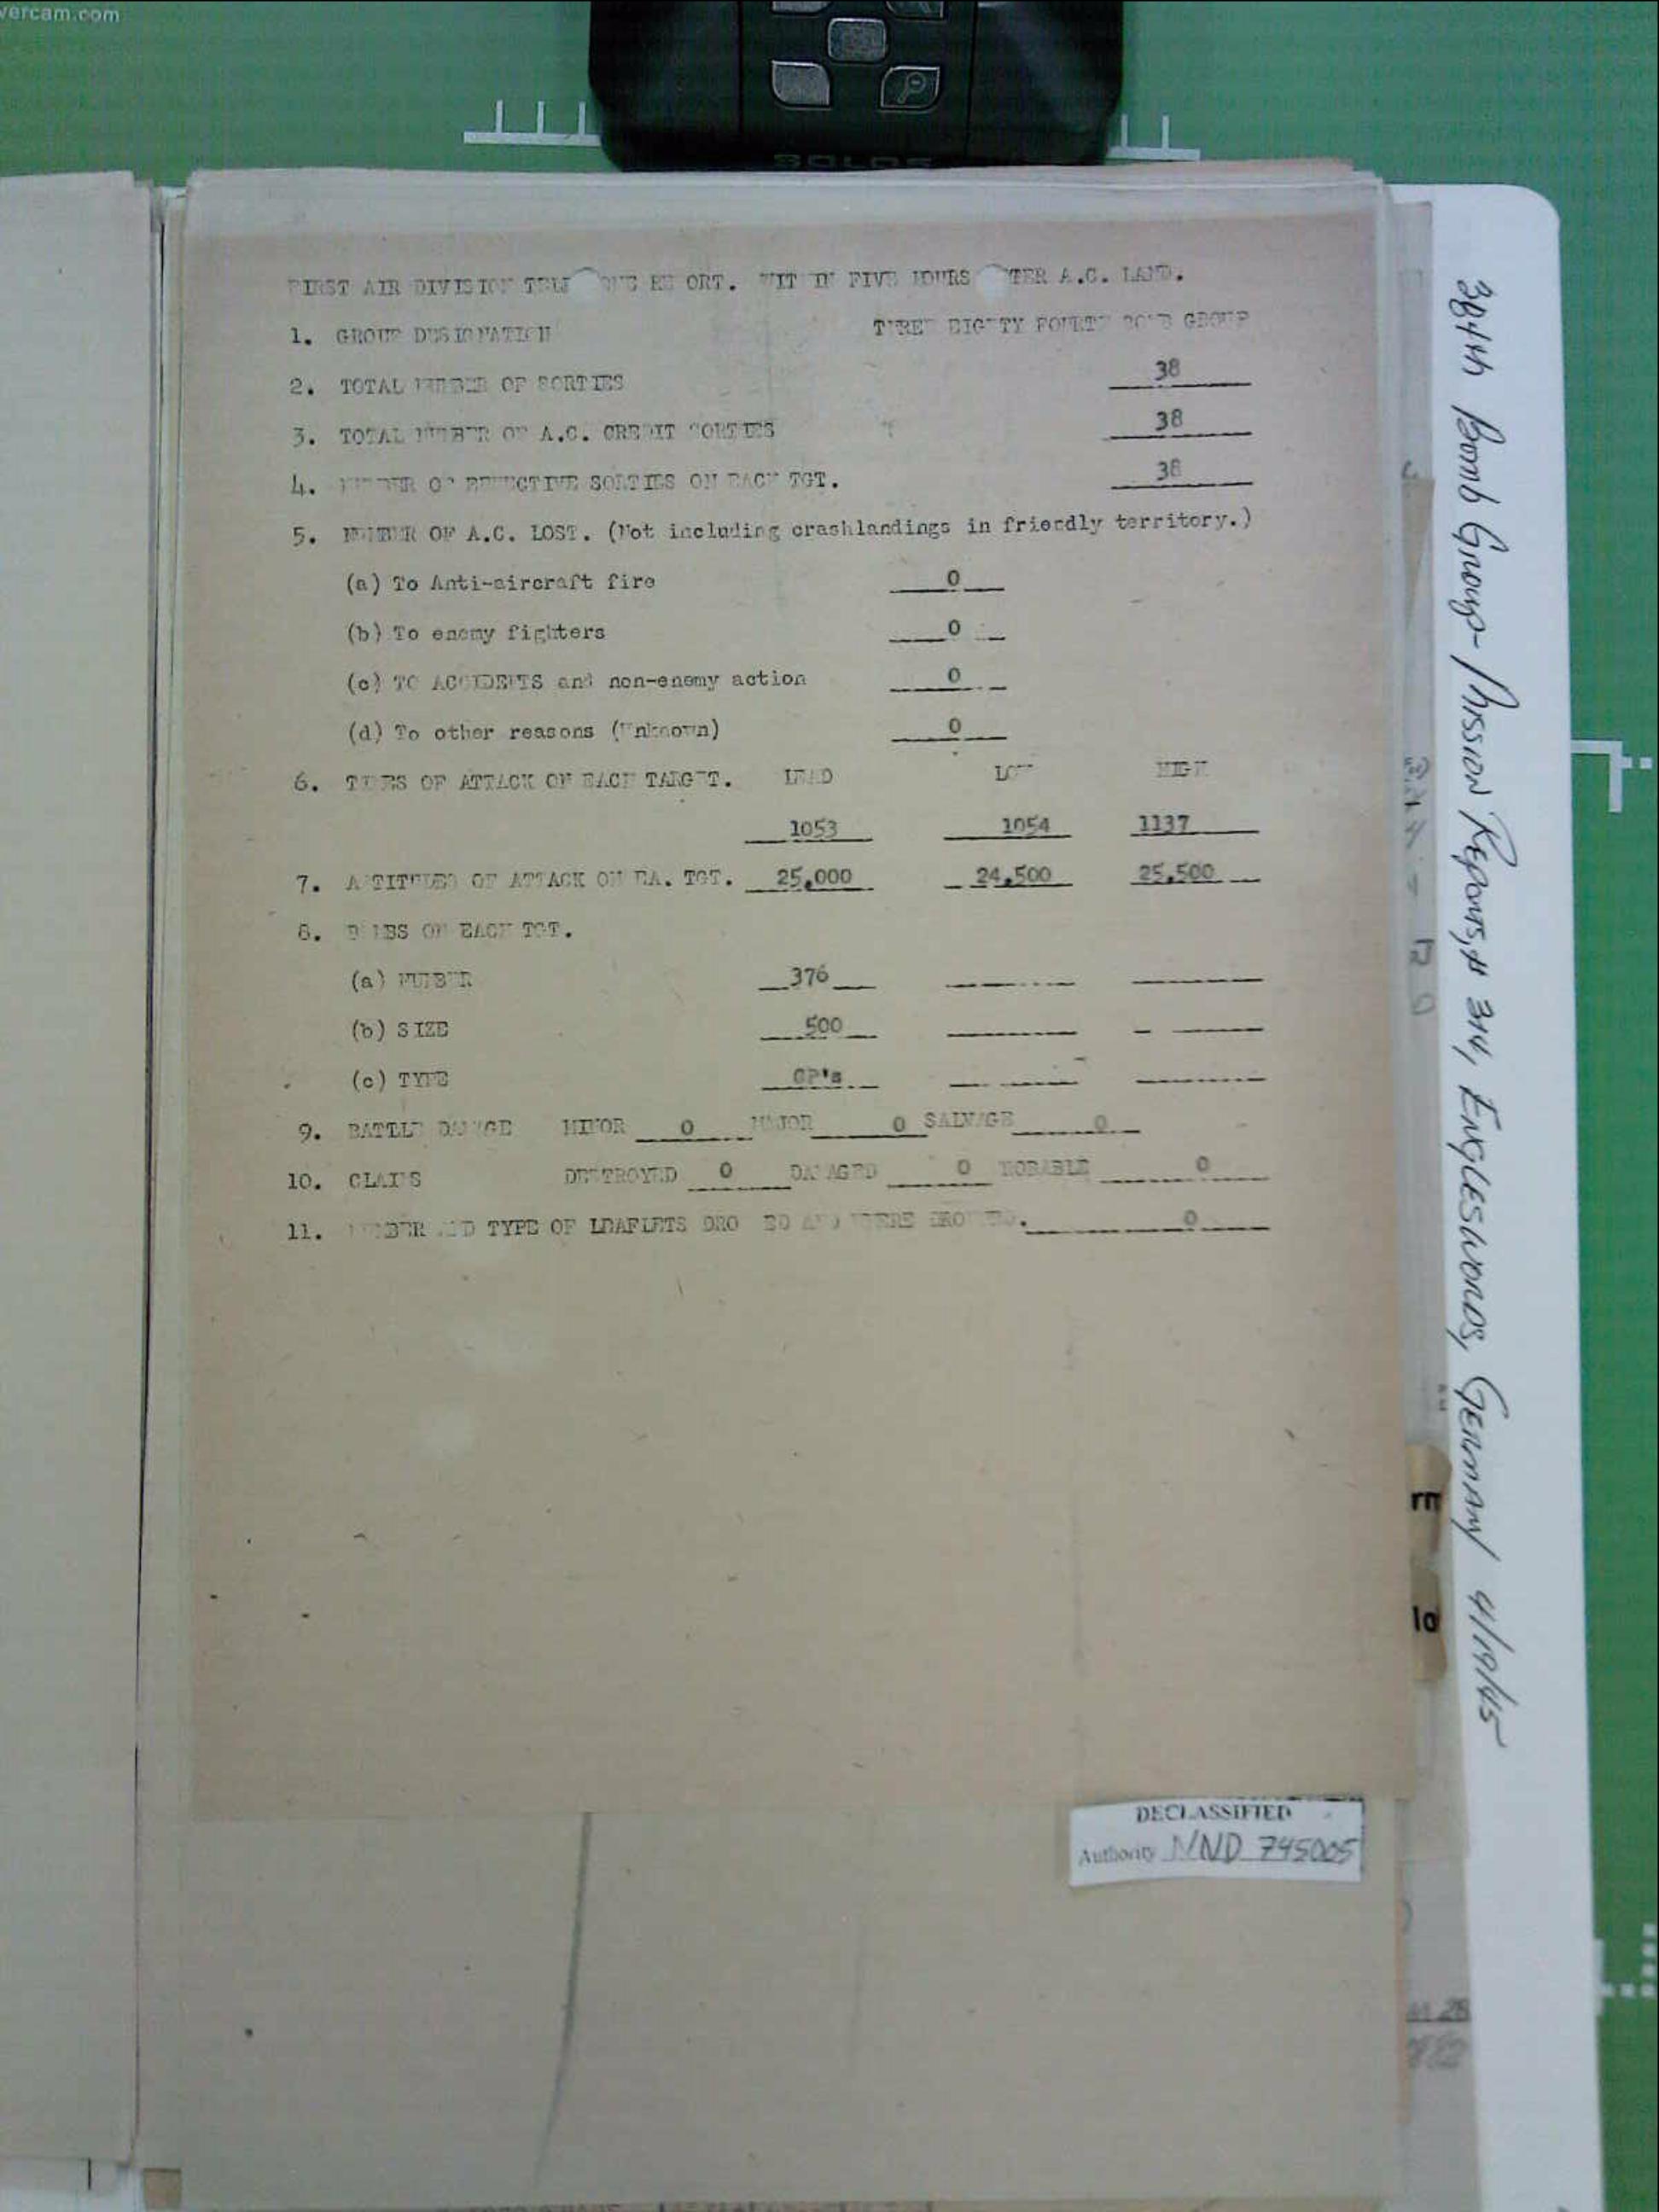 vercam.com
SOLOS
FIRST AIR DIVISION REPORT. IN FIVE HOURS A.C. LAND.
1. GROUP DESIGNATION THREE EIGHTY FOURTH BOMB GROUP
2. TOTAL NUMBER OF SORTIES 38
3. TOTAL NUMBER OF A.C. CREDIT SORTIES 38
4. NUMBER OF EFFECTIVE SORTIES ON EACH TGT. 38
5. NUMBER OF A.C. LOST. (Not including crashlandings in friendly territory.)
(a) To Anti-aircraft fire 0
(b) To enemy fighters 0
(c) TO ACCIDENTS and non-enemy action 0
(d) To other reasons (Unknown) 0
6. TIMES OF ATTACK ON EACH TARGET. LEAD LOW HIGH
1053 1054 1137
7. ALTITUDES OF ATTACK ON EA. TGT. 25,000 24,500 25,500
8. BOMBS ON EACH TGT.
(a) NUMBER 376
(b) SIZE 500
(c) TYPE GP's
9. BATTLE DAMAGE MINOR 0 MAJOR 0 SALVAGE 0
10. CLAIMS DESTROYED 0 DAMAGED 0 PROBABLE 0
11. NUMBER AND TYPE OF LEAFLETS DROPPED AND WHERE DROPPED. 0
DECLASSIFIED
Authority NND 745005
384th Bomb Group- Mission Reports, # 314, Engleswords, Germany 4/19/45
rm
la